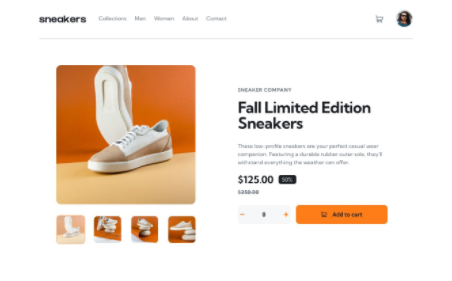 sneakers
Collections Men Women About Contact
SNEAKER COMPANY
Fall Limited Edition
Sneakers
These low-profile sneakers are your perfect casual wear
companion. Featuring a durable rubber outer sole, they'll
withstand everything the weather can offer.
$125.00 50%
$250.00
− 0 + Add to cart